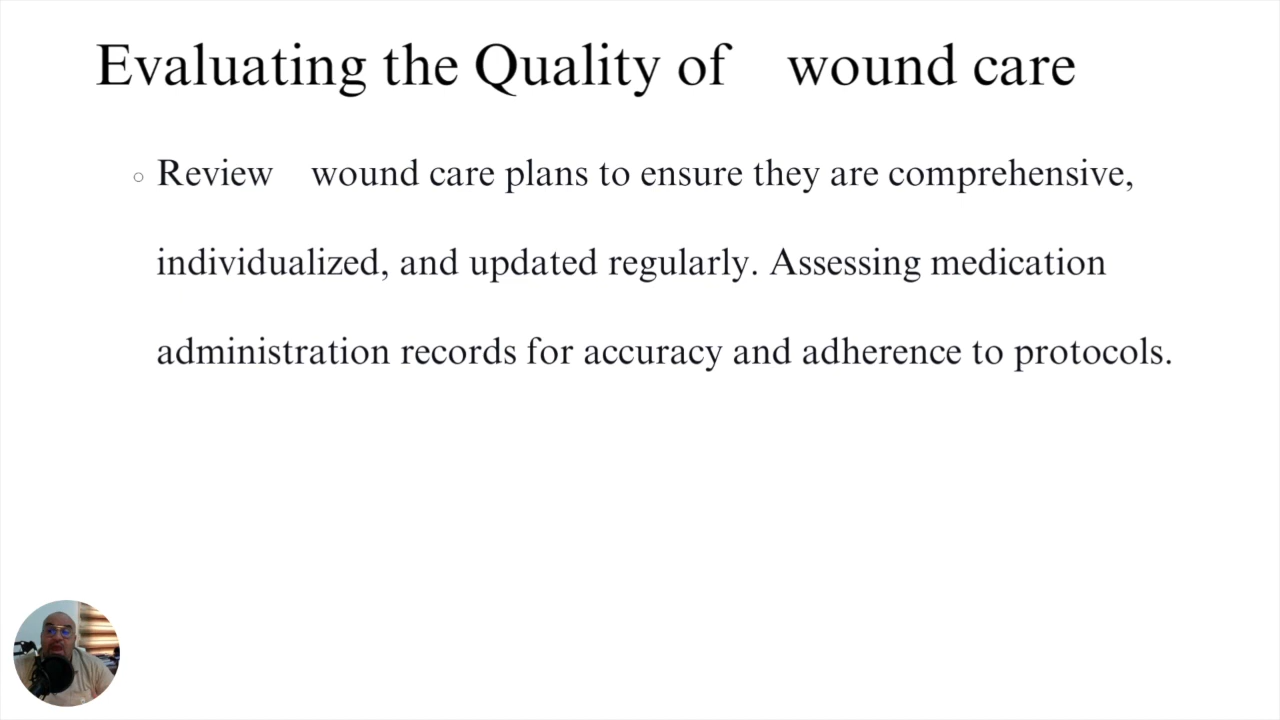 Evaluating the Quality of wound care
Review wound care plans to ensure they are comprehensive,
individualized, and updated regularly. Assessing medication
administration records for accuracy and adherence to protocols.